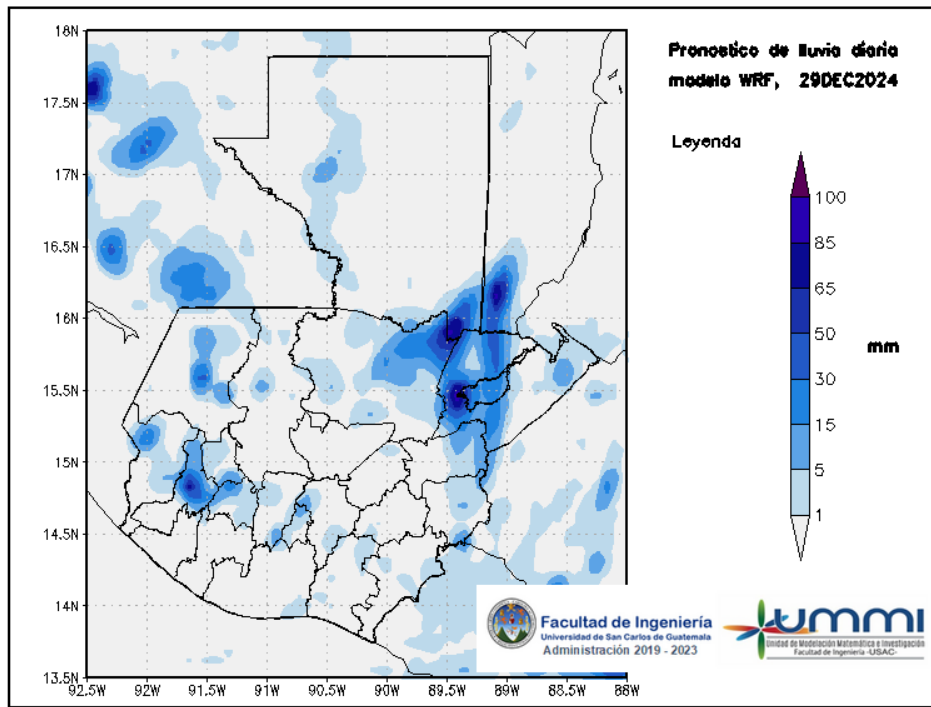 Pronostico de lluvia diaria
modelo WRF, 29DEC2024
Leyenda
100
85
65
50
30
15
5
1
mm
18N
17.5N
17N
16.5N
16N
15.5N
15N
14.5N
14N
13.5N
92.5W 92W 91.5W 91W 90.5W 90W 89.5W 89W 88.5W 88W
Facultad de Ingeniería
Universidad de San Carlos de Guatemala
Administración 2019 - 2023
ummi
Unidad de Modelación Matemática e Investigación
Facultad de Ingeniería -USAC-